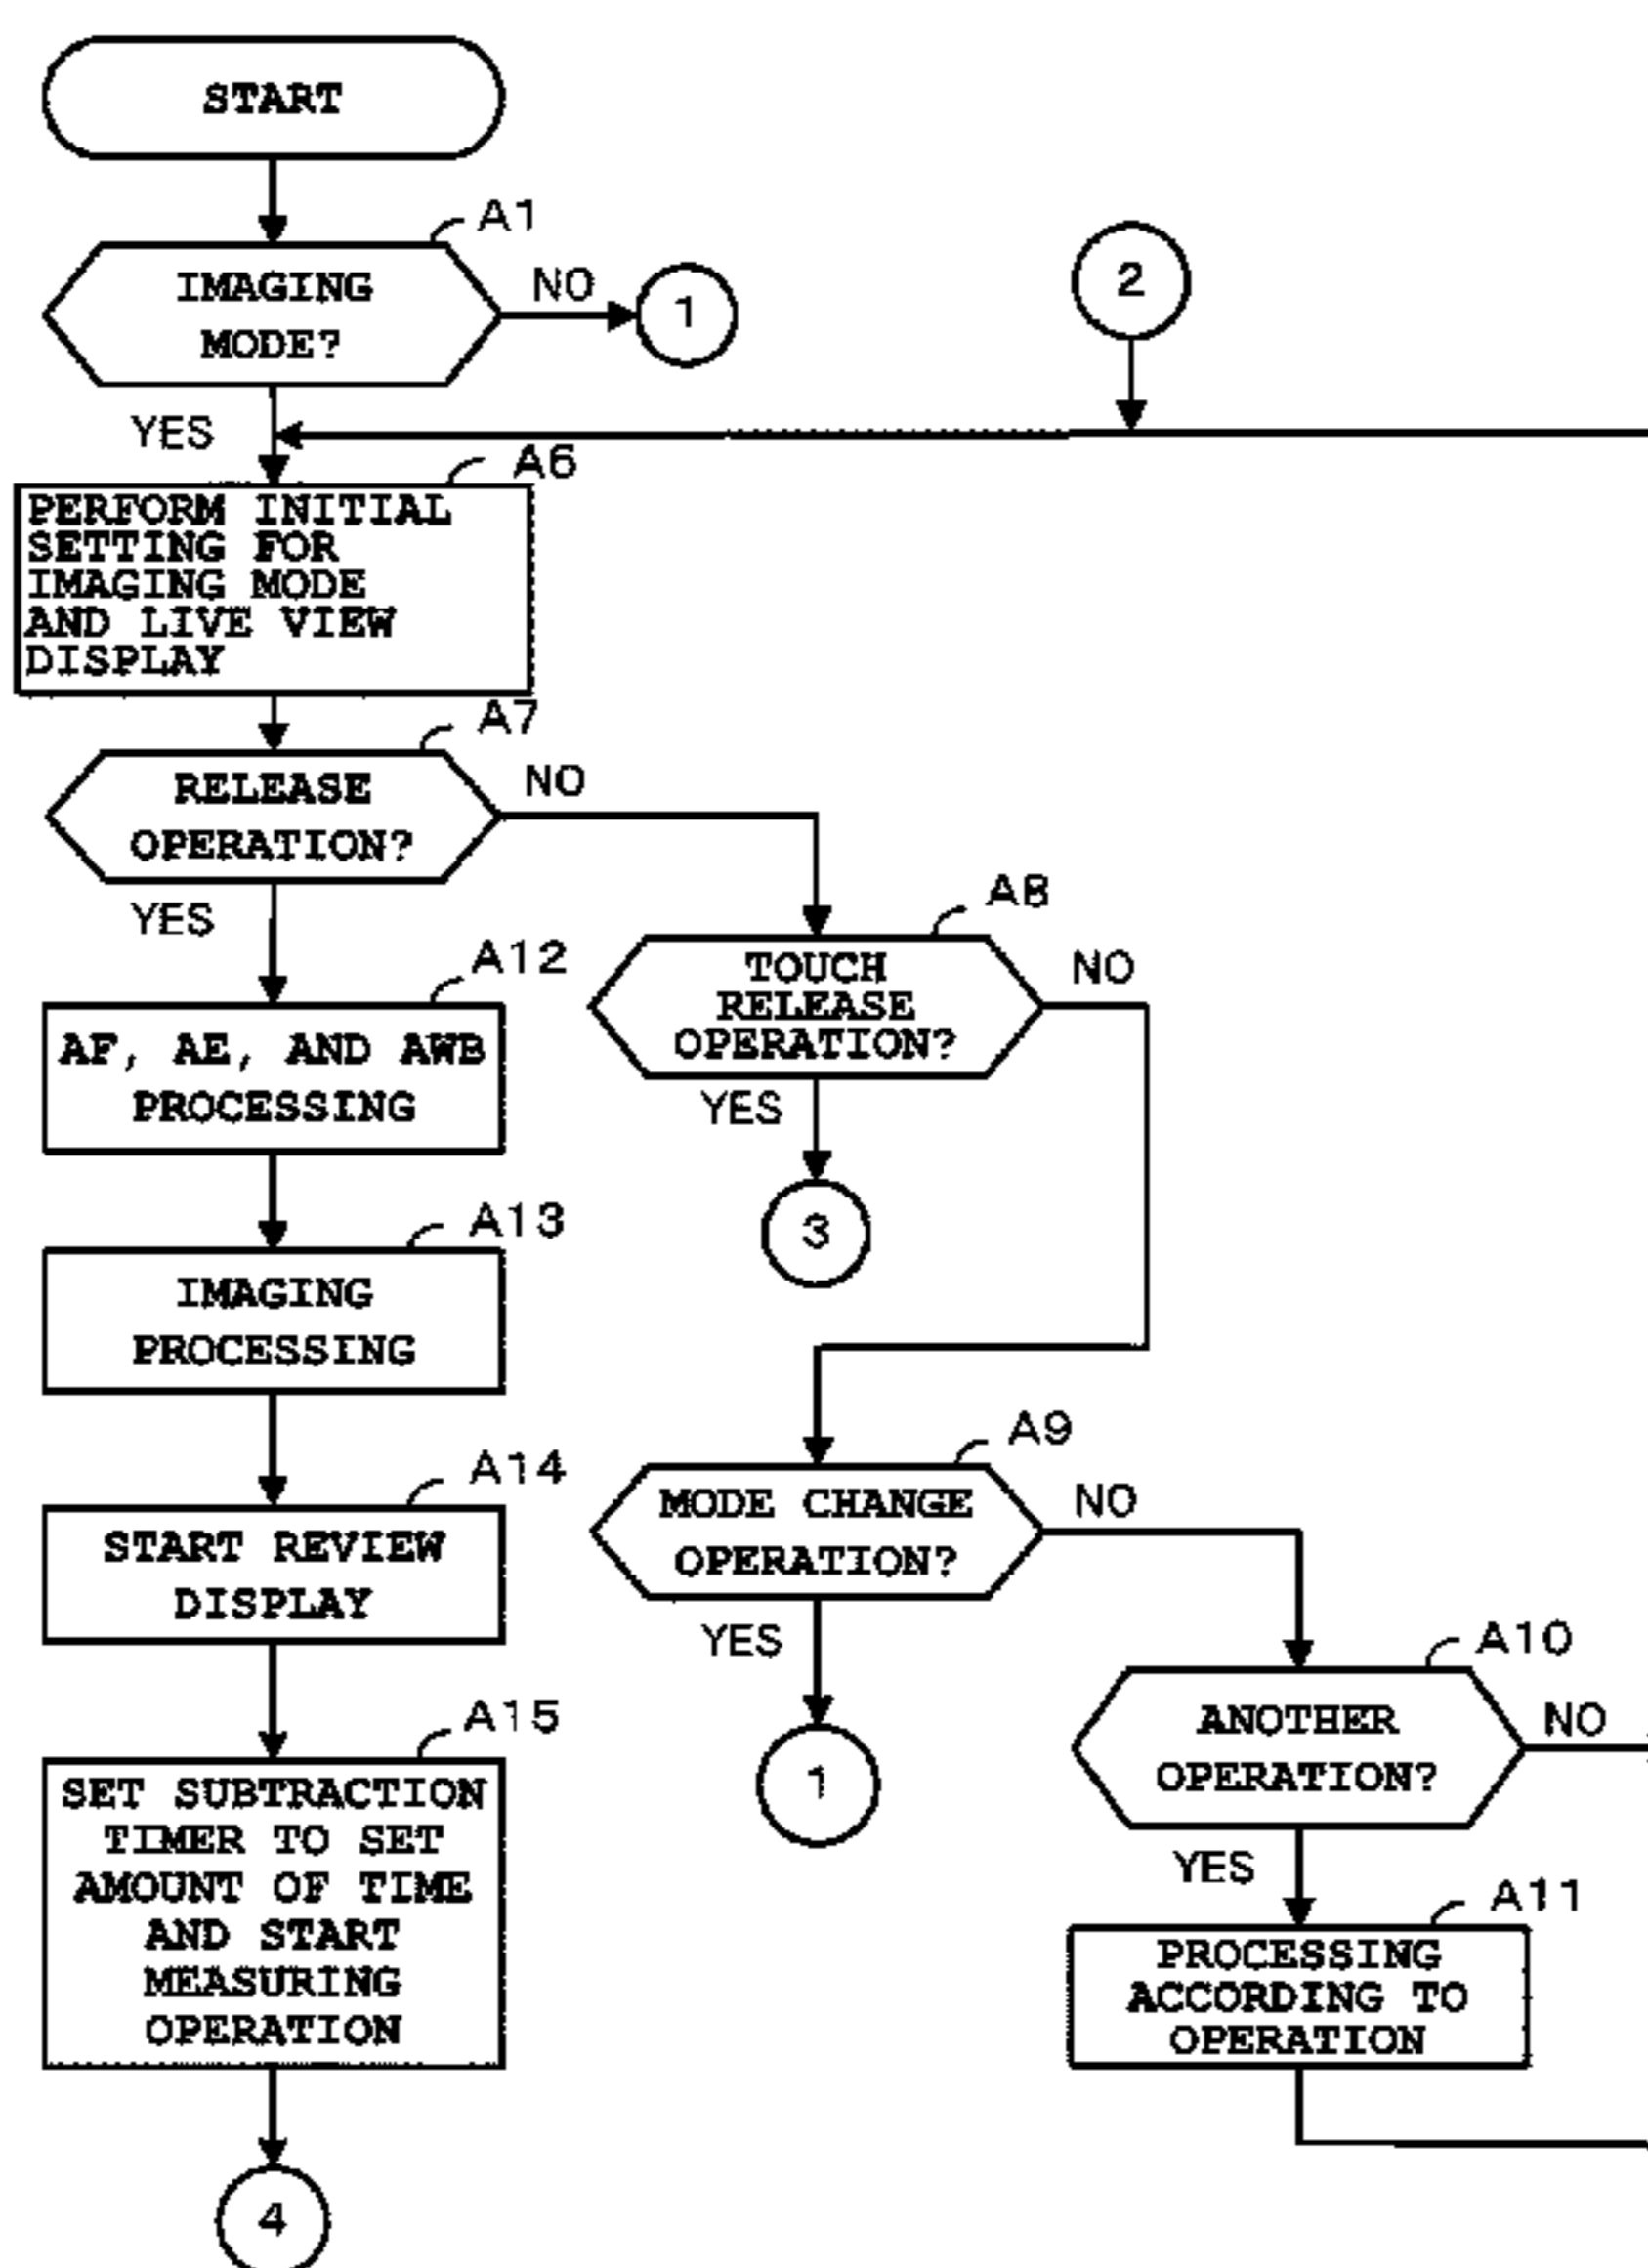 START
A1
IMAGING
MODE?
NO
1
2
YES
A6
PERFORM INITIAL
SETTING FOR
IMAGING MODE
AND LIVE VIEW
DISPLAY
A7
RELEASE
OPERATION?
NO
YES
A8
TOUCH
RELEASE
OPERATION?
NO
YES
3
A12
AF, AE, AND AWB
PROCESSING
A13
IMAGING
PROCESSING
A9
MODE CHANGE
OPERATION?
NO
YES
1
A14
START REVIEW
DISPLAY
A10
ANOTHER
OPERATION?
NO
YES
A15
SET SUBTRACTION
TIMER TO SET
AMOUNT OF TIME
AND START
MEASURING
OPERATION
A11
PROCESSING
ACCORDING TO
OPERATION
4